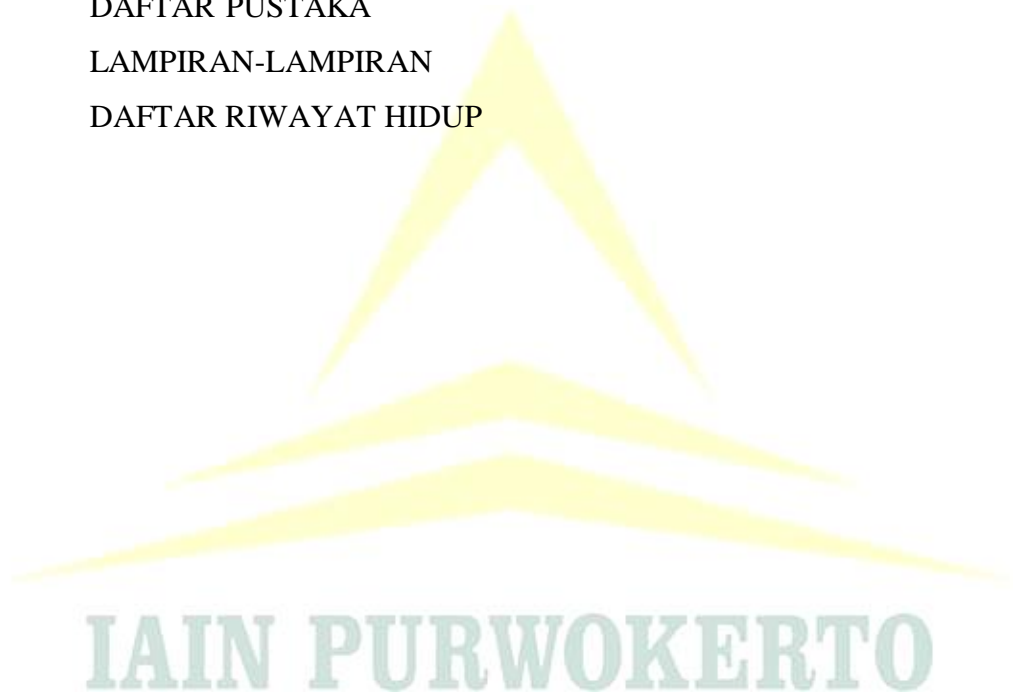 DAFTAR PUSTAKA
LAMPIRAN-LAMPIRAN
DAFTAR RIWAYAT HIDUP
IAIN PURWOKERTO